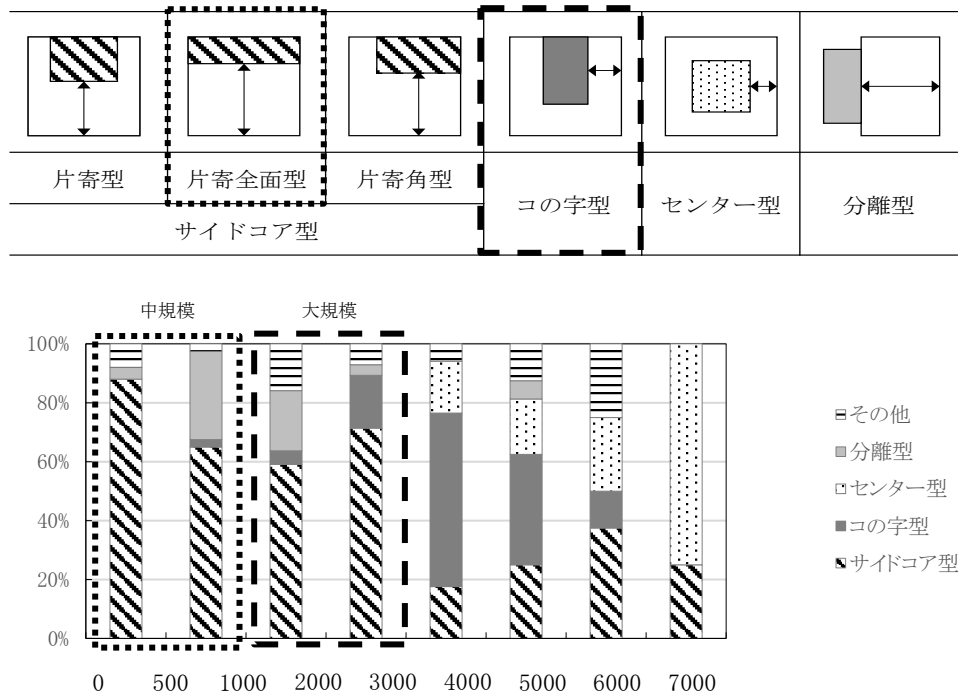 片寄型 片寄全面型 片寄角型 コの字型 センター型 分離型
サイドコア型
中規模 大規模
100%
80%
60%
40%
20%
0%
その他
分離型
センター型
コの字型
サイドコア型
0 500 1000 2000 3000 4000 5000 6000 7000